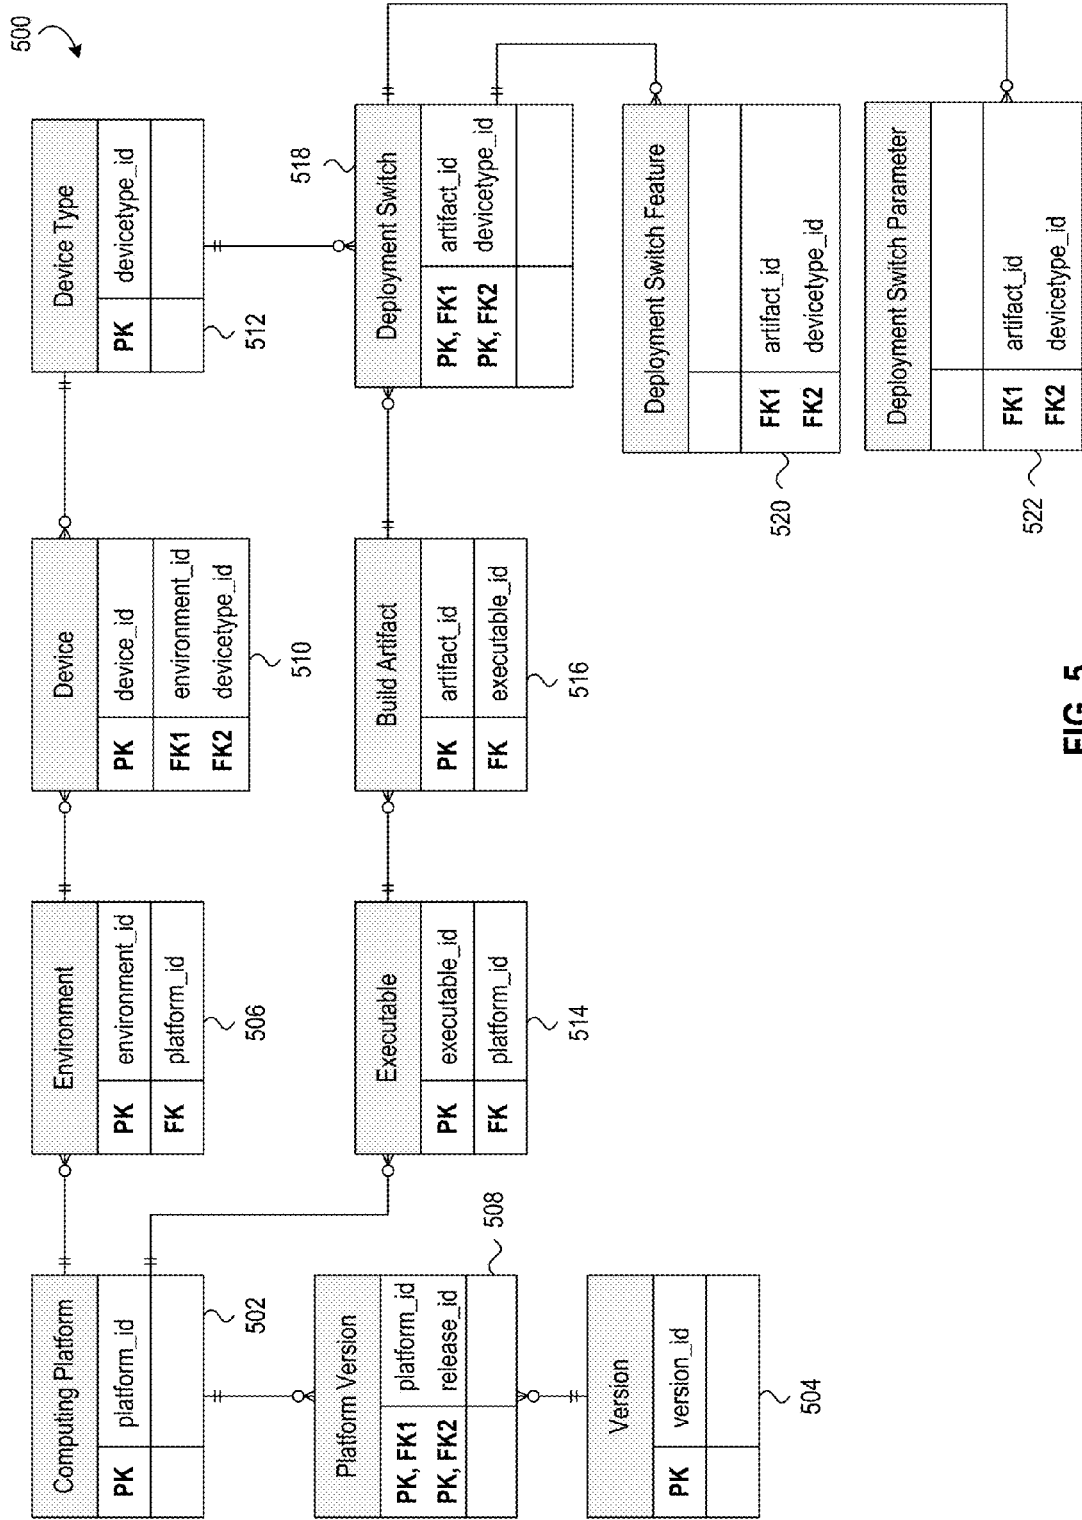 500
Computing Platform
PK platform_id
502
Environment
PK environment_id
FK platform_id
506
Device
PK device_id
FK1 environment_id
FK2 devicetype_id
510
Device Type
PK devicetype_id
512
Platform Version
PK, FK1 platform_id
PK, FK2 release_id
508
Version
PK version_id
504
Executable
PK executable_id
FK platform_id
514
Build Artifact
PK artifact_id
FK executable_id
516
Deployment Switch
PK, FK1 artifact_id
PK, FK2 devicetype_id
518
Deployment Switch Feature
FK1 artifact_id
FK2 devicetype_id
520
Deployment Switch Parameter
FK1 artifact_id
FK2 devicetype_id
522
FIG. 5